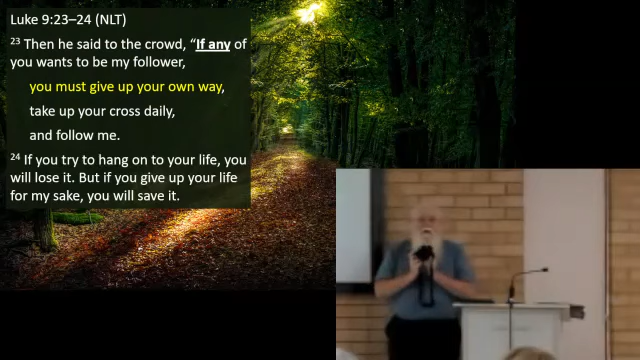 Luke 9:23–24 (NLT)
23 Then he said to the crowd, “If any of
you wants to be my follower,
you must give up your own way,
take up your cross daily,
and follow me.
24 If you try to hang on to your life, you
will lose it. But if you give up your life
for my sake, you will save it.